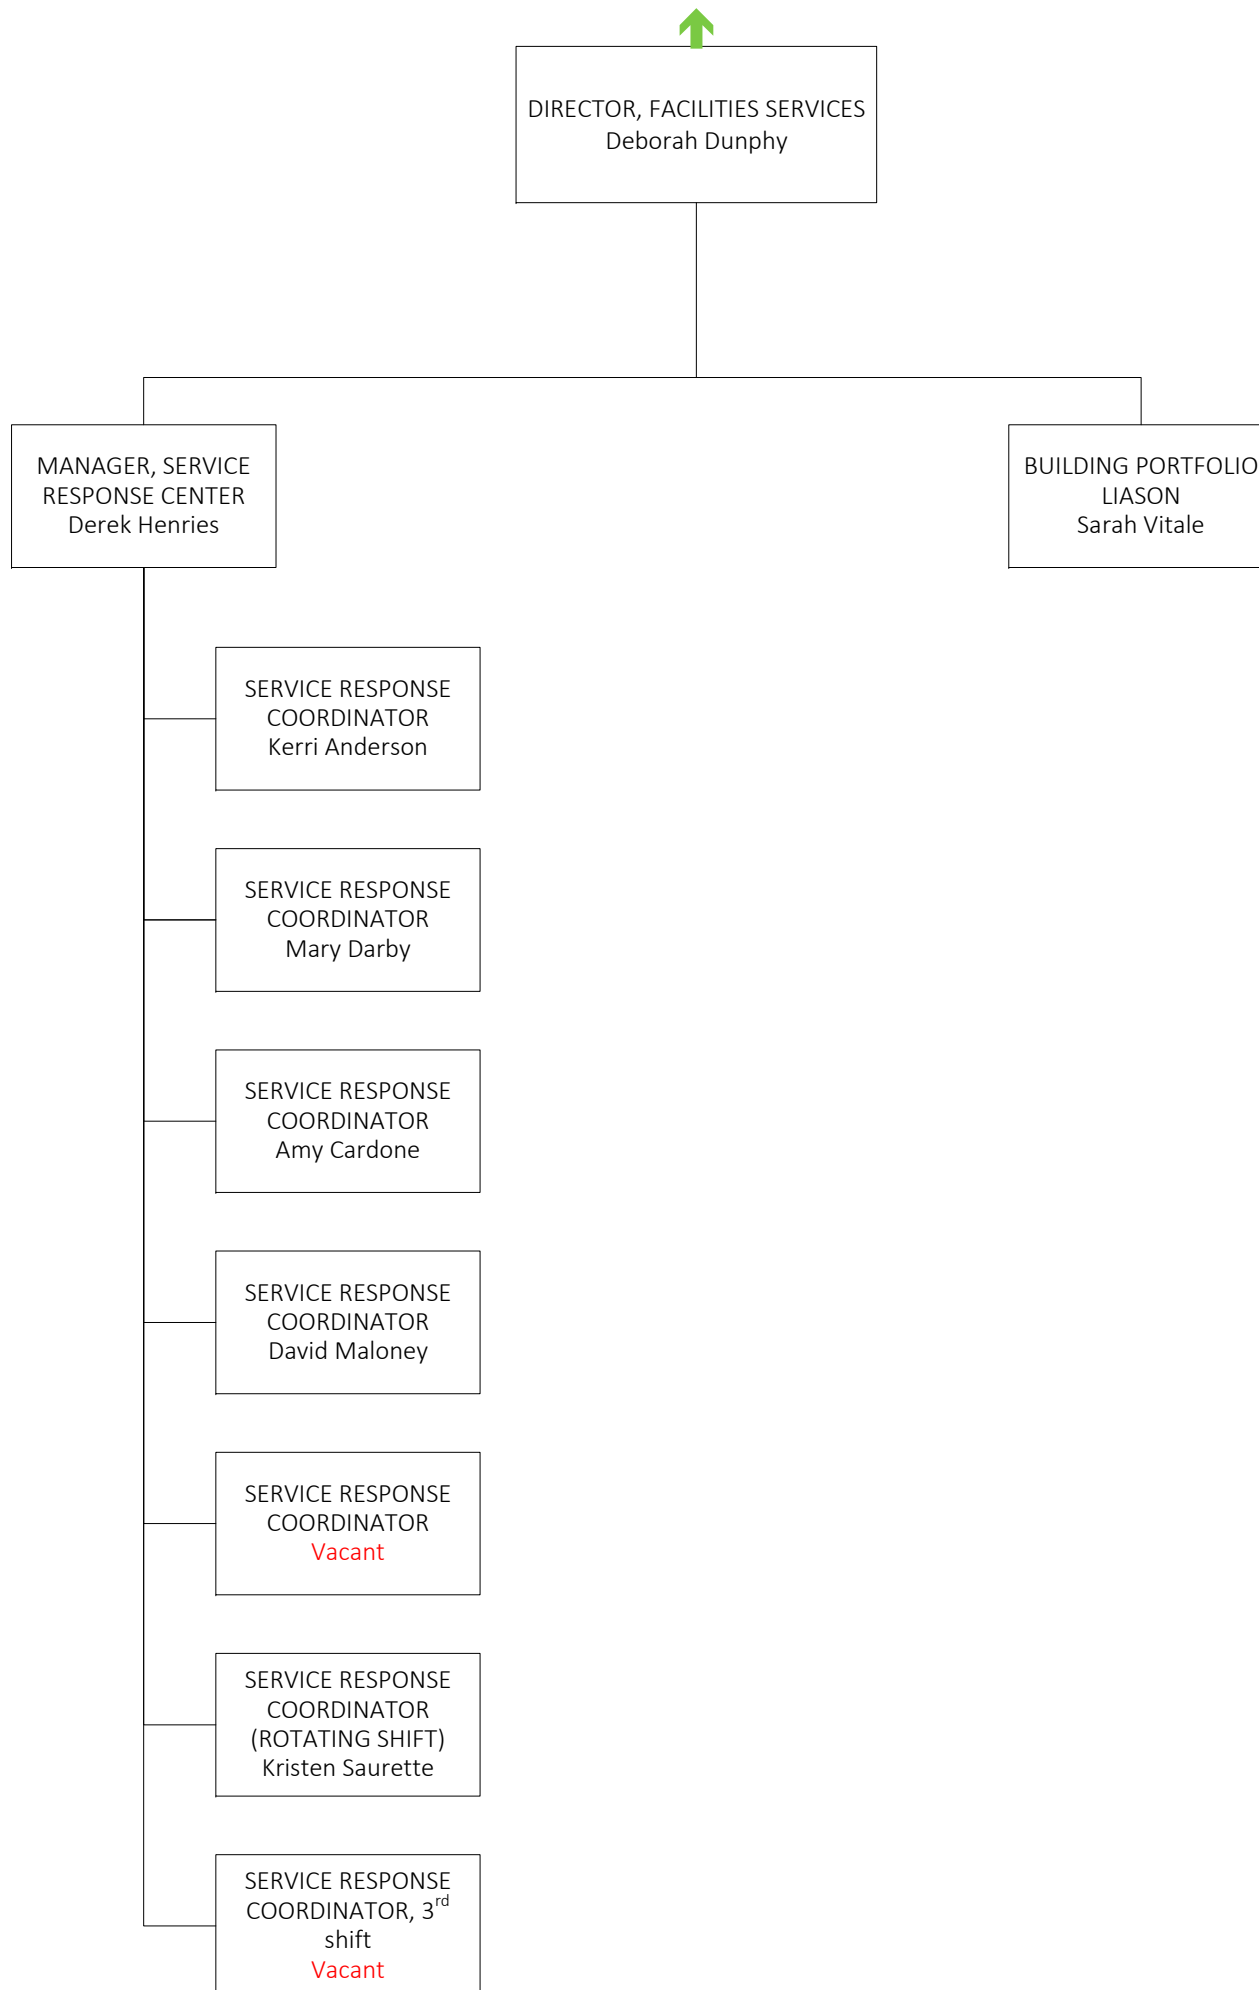 DIRECTOR, FACILITIES SERVICES
Deborah Dunphy
MANAGER, SERVICE
RESPONSE CENTER
Derek Henries
BUILDING PORTFOLIO
LIASON
Sarah Vitale
SERVICE RESPONSE
COORDINATOR
Kerri Anderson
SERVICE RESPONSE
COORDINATOR
Mary Darby
SERVICE RESPONSE
COORDINATOR
Amy Cardone
SERVICE RESPONSE
COORDINATOR
David Maloney
SERVICE RESPONSE
COORDINATOR
Vacant
SERVICE RESPONSE
COORDINATOR
(ROTATING SHIFT)
Kristen Saurette
SERVICE RESPONSE
COORDINATOR, 3rd
shift
Vacant